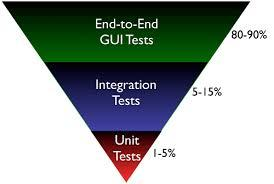 End-to-End
GUI Tests
80-90%
Integration
Tests
5-15%
Unit
Tests
1-5%